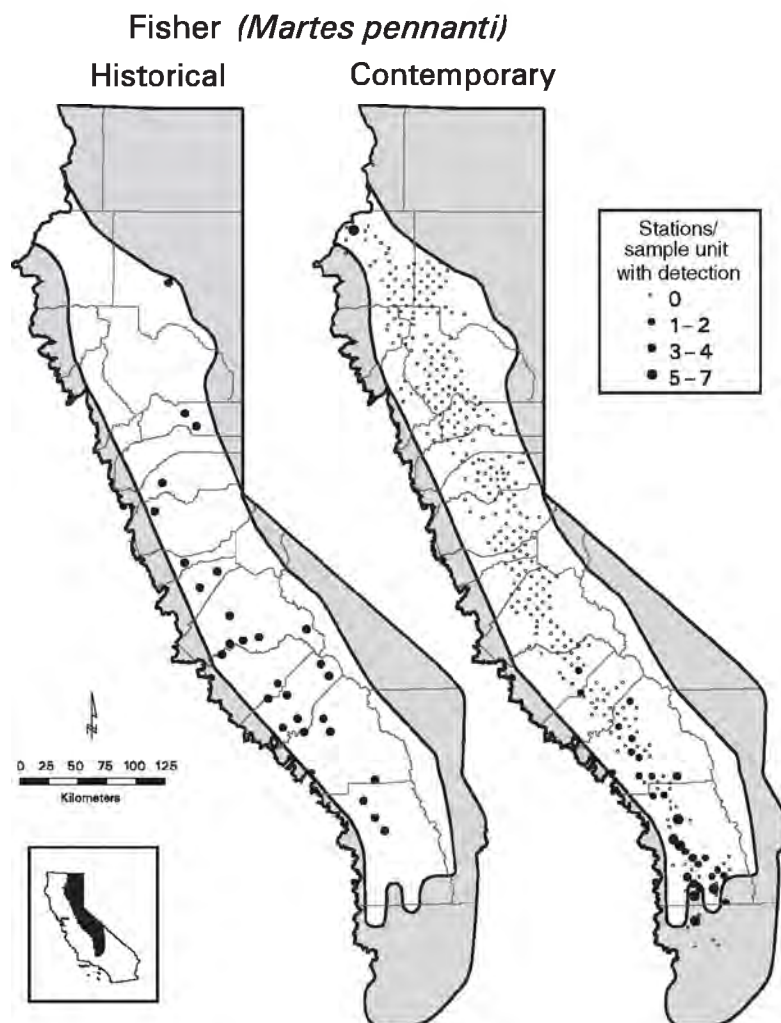 Fisher (Martes pennanti)
Historical
Contemporary
Stations/
sample unit
with detection
0
1–2
3–4
5–7
N
0 25 50 75 100 125
Kilometers